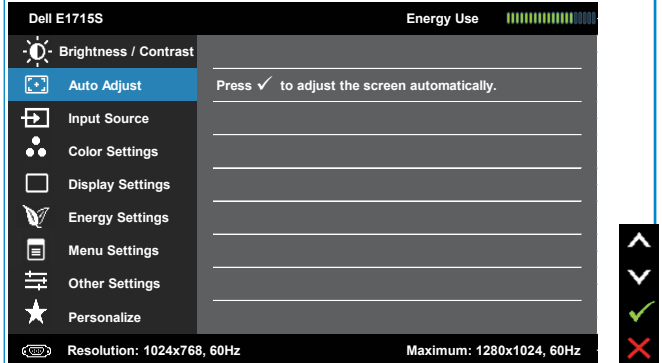 Dell E1715S Energy Use
Brightness / Contrast
Auto Adjust Press ✓ to adjust the screen automatically.
Input Source
Color Settings
Display Settings
Energy Settings
Menu Settings
Other Settings
Personalize
Resolution: 1024x768, 60Hz Maximum: 1280x1024, 60Hz